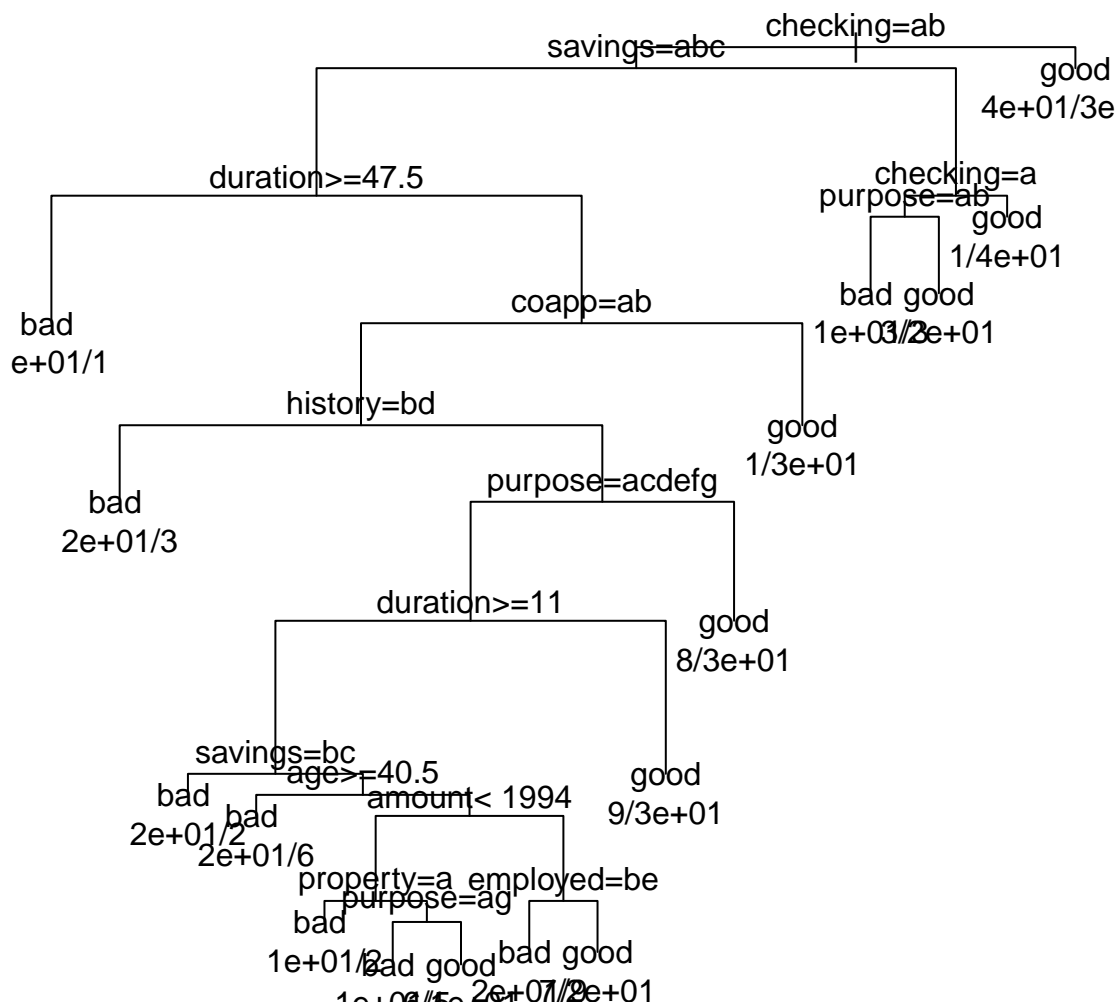 checking=ab
savings=abc
good
4e+01/3e
duration>=47.5
checking=a
purpose=ab
good
1/4e+01
bad
good
coapp=ab
bad
e+01/1
history=bd
good
1/3e+01
purpose=acdefg
bad
2e+01/3
duration>=11
good
8/3e+01
savings=bc
age>=40.5
good
amount< 1994
9/3e+01
bad
2e+01/2
bad
2e+01/6
property=a
employed=be
purpose=ag
bad
1e+01/2
bad
good
bad
good